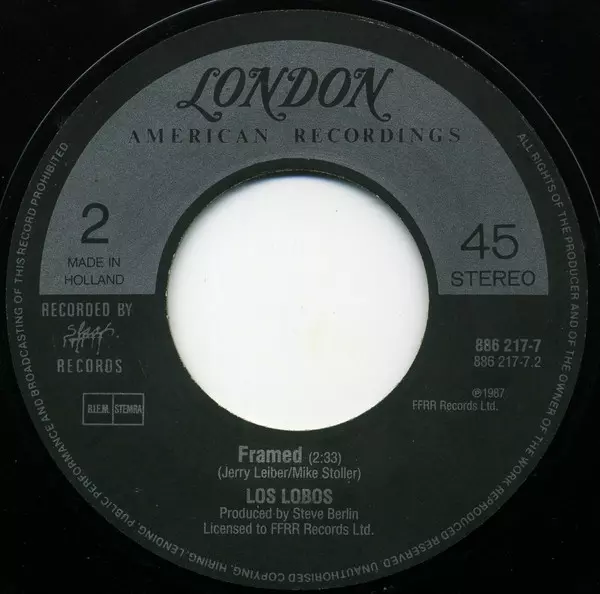 LONDON
AMERICAN RECORDINGS
2
MADE IN
HOLLAND
45
STEREO
RECORDED BY
Slash
RECORDS
B.I.E.M. STEMRA
886 217-7
886 217-7.2
℗1987
FFRR Records Ltd.
Framed (2:33)
(Jerry Leiber/Mike Stoller)
LOS LOBOS
Produced by Steve Berlin
Licensed to FFRR Records Ltd.
ALL RIGHTS OF THE PRODUCER AND OF THE OWNER OF THE WORK REPRODUCED RESERVED UNAUTHORISED COPYING, HIRING, LENDING, PUBLIC PERFORMANCE AND BROADCASTING OF THIS RECORD PROHIBITED